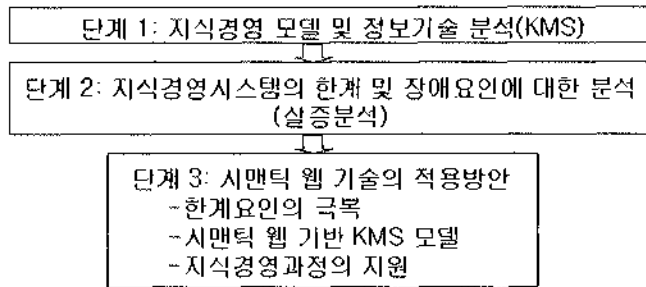 단계 1: 지식경영 모델 및 정보기술 분석(KMS)
단계 2: 지식경영시스템의 한계 및 장애요인에 대한 분석
(실증분석)
단계 3: 시맨틱 웹 기술의 적용방안
-한계요인의 극복
-시맨틱 웹 기반 KMS 모델
-지식경영과정의 지원